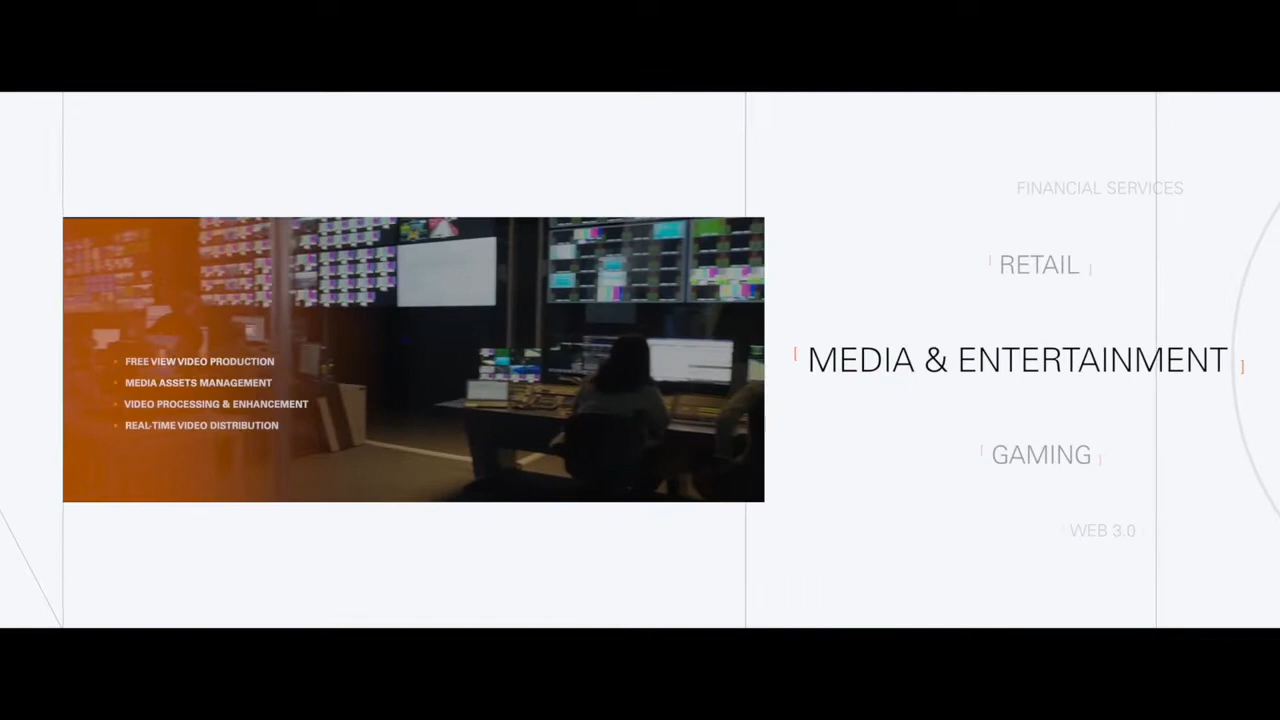 FREE VIEW VIDEO PRODUCTION
MEDIA ASSETS MANAGEMENT
VIDEO PROCESSING & ENHANCEMENT
REAL-TIME VIDEO DISTRIBUTION
FINANCIAL SERVICES
[ RETAIL ]
[ MEDIA & ENTERTAINMENT ]
[ GAMING ]
WEB 3.0